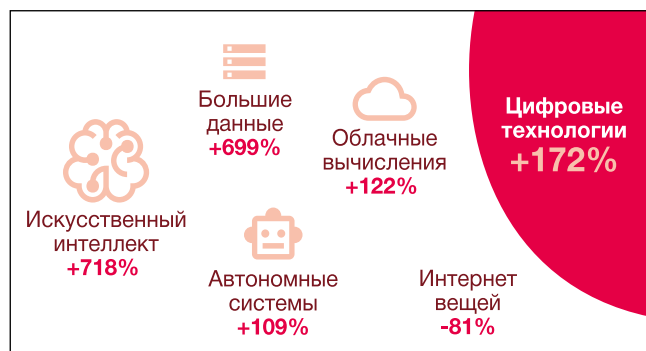 Большие
данные
+699%
Облачные
вычисления
+122%
Цифровые
технологии
+172%
Искусственный
интеллект
+718%
Автономные
системы
+109%
Интернет
вещей
-81%